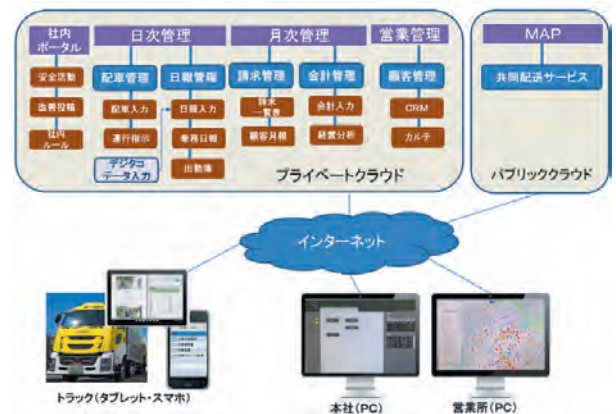 社内
ポータル
日次管理
月次管理
営業管理
MAP
安全活動
改善投稿
社内
ルール
配車管理
日報管理
請求管理
会計管理
顧客管理
共同配送サービス
配車入力
日報入力
請求
一覧表
会計入力
CRM
運行指示
業務日報
顧客月報
経営分析
カルテ
デジタコ
データ入力
出勤簿
プライベートクラウド
パブリッククラウド
インターネット
トラック(タブレット・スマホ)
本社(PC)
営業所(PC)